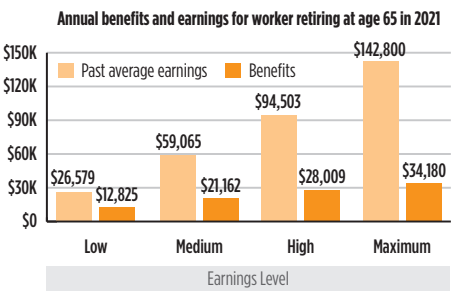 Annual benefits and earnings for worker retiring at age 65 in 2021
$150K
$120K
$90K
$60K
$30K
$0
Past average earnings
Benefits
$26,579
$12,825
$59,065
$21,162
$94,503
$28,009
$142,800
$34,180
Low
Medium
High
Maximum
Earnings Level